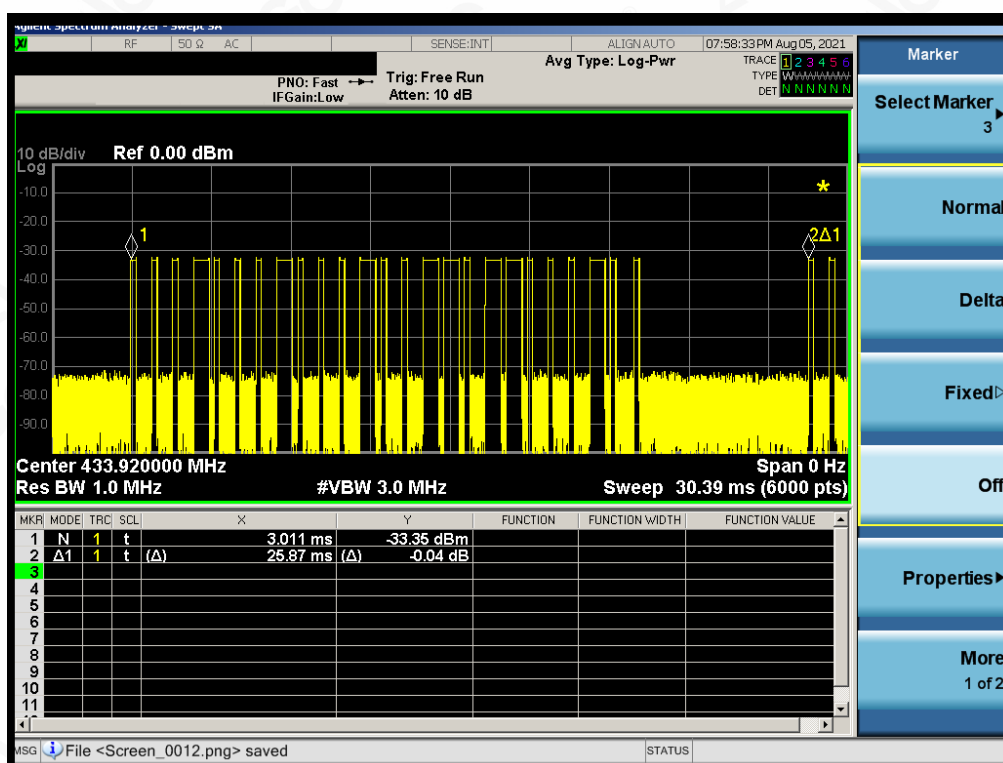 Agilent Spectrum Analyzer - Swept SA
RF 50 Ω AC SENSE:INT ALIGN AUTO 07:58:33 PM Aug 05, 2021
Avg Type: Log-Pwr TRACE 1 2 3 4 5 6
PNO: Fast Trig: Free Run TYPE WWWWWW
IFGain:Low Atten: 10 dB DET N N N N N N
10 dB/div Ref 0.00 dBm
Log
-10.0
-20.0
-30.0
-40.0
-50.0
-60.0
-70.0
-80.0
-90.0
1
2Δ1
*
Center 433.920000 MHz Span 0 Hz
Res BW 1.0 MHz #VBW 3.0 MHz Sweep 30.39 ms (6000 pts)
MKR MODE TRC SCL X Y FUNCTION FUNCTION WIDTH FUNCTION VALUE
1 N 1 t 3.011 ms -33.35 dBm
2 Δ1 1 t (Δ) 25.87 ms (Δ) -0.04 dB
3
4
5
6
7
8
9
10
11
MSG File <Screen_0012.png> saved STATUS
Marker
Select Marker
3
Normal
Delta
Fixed
Off
Properties
More
1 of 2